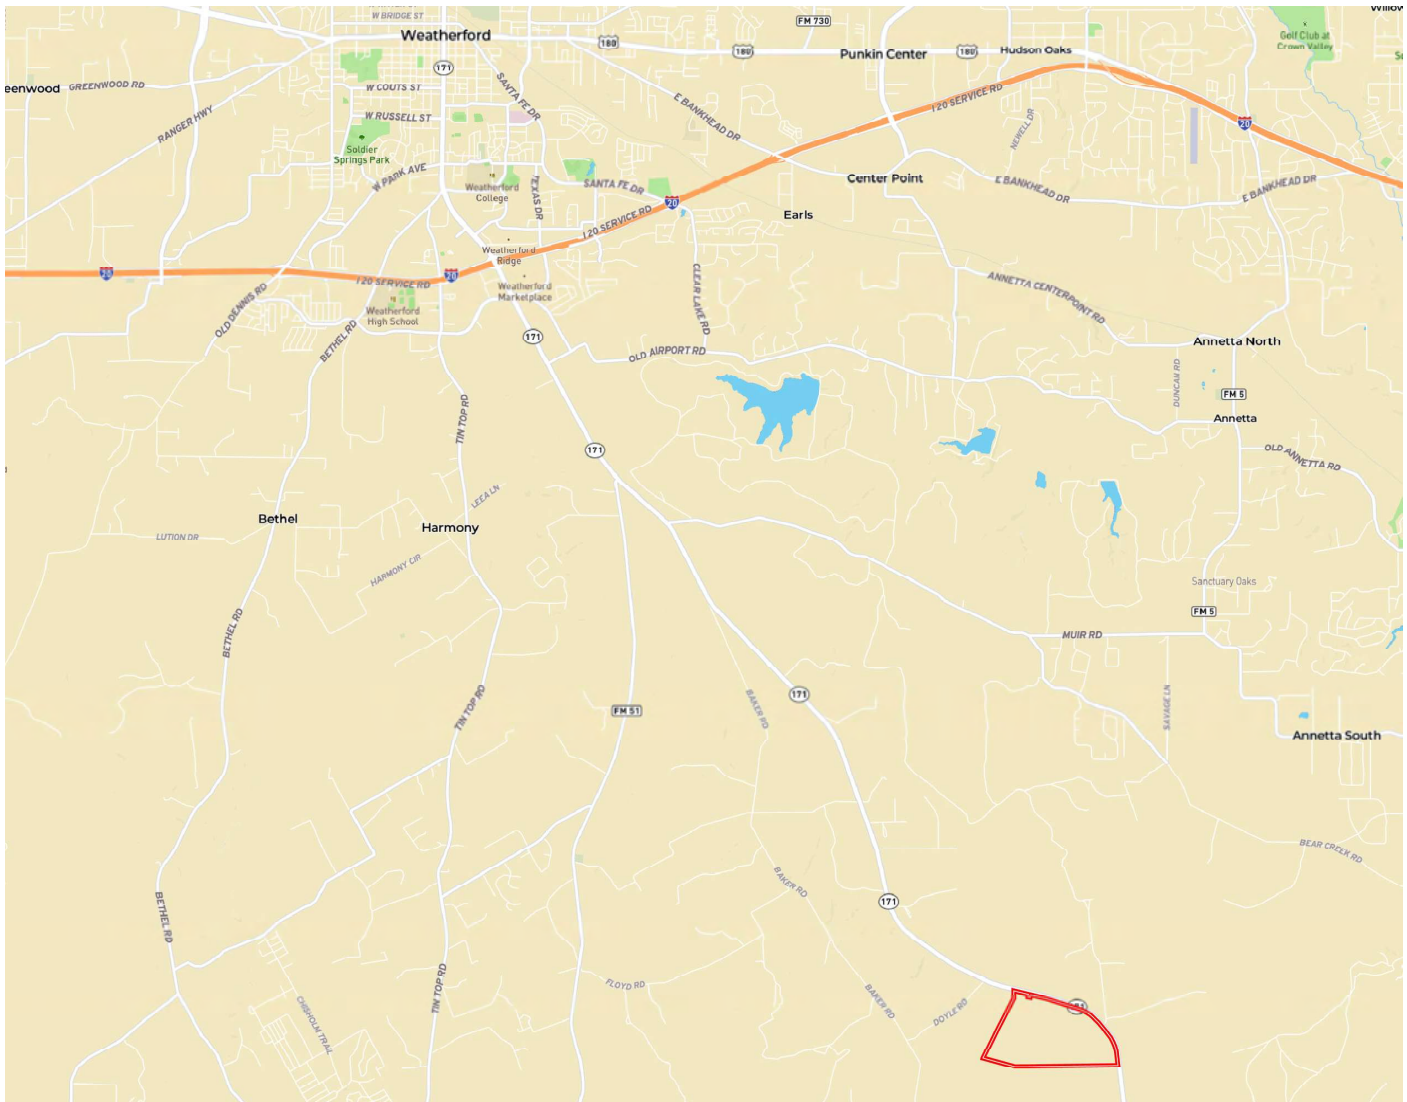 Willow
W BRIDGE ST
FM 730
Weatherford
Golf Club at
Crown Valley
180
180
Punkin Center
180
Hudson Oaks
171
eenwood
GREENWOOD RD
W COUTS ST
SANTA FE DR
E BANKHEAD DR
I 20 SERVICE RD
RANGER HWY
W RUSSELL ST
NEWELL DR
20
Soldier
Springs Park
W PARK AVE
Weatherford
College
TEXAS DR
SANTA FE DR
Center Point
E BANKHEAD DR
E BANKHEAD DR
20
Earls
I 20 SERVICE RD
Weatherford
Ridge
20
I 20 SERVICE RD
20
Weatherford
Marketplace
CLEAR LAKE RD
ANNETTA CENTERPOINT RD
OLD DENNIS RD
Weatherford
High School
BETHEL RD
171
Annetta North
OLD AIRPORT RD
DUNCAN RD
FM 5
TIN TOP RD
Annetta
171
OLD ANNETTA RD
LEEA LN
Bethel
Harmony
LUTION DR
HARMONY CIR
Sanctuary Oaks
FM 5
BETHEL RD
MUIR RD
171
TIN TOP RD
BAKER RD
SAVAGE LN
FM 51
Annetta South
BEAR CREEK RD
BAKER RD
171
BETHEL RD
TIN TOP RD
FLOYD RD
BAKER RD
DOYLE RD
CHISHOLM TRAIL